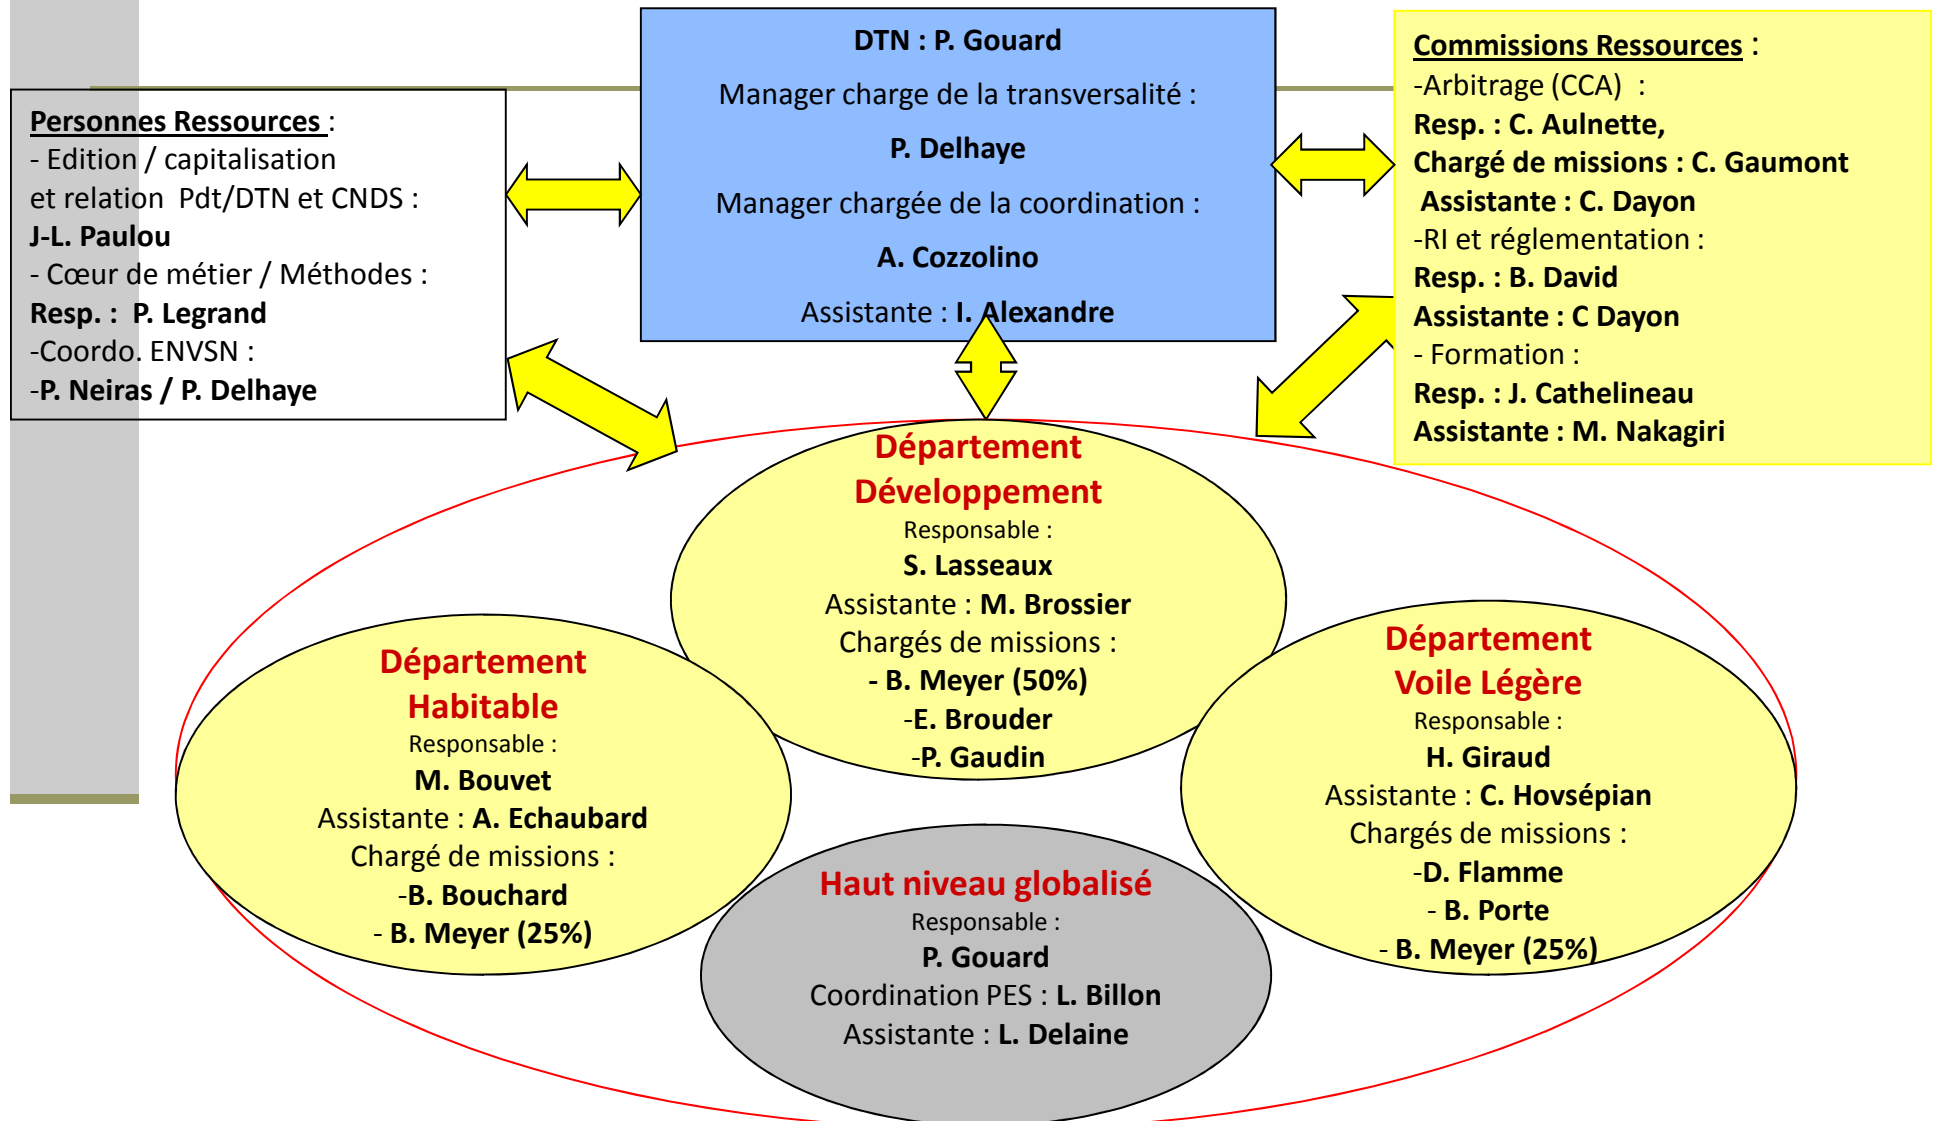 DTN : P. Gouard
Manager charge de la transversalité :
P. Delhaye
Manager chargée de la coordination :
A. Cozzolino
Assistante : I. Alexandre
Personnes Ressources :
- Edition / capitalisation
et relation Pdt/DTN et CNDS :
J-L. Paulou
- Cœur de métier / Méthodes :
Resp. : P. Legrand
-Coordo. ENVSN :
-P. Neiras / P. Delhaye
Commissions Ressources :
-Arbitrage (CCA) :
Resp. : C. Aulnette,
Chargé de missions : C. Gaumont
Assistante : C. Dayon
-RI et réglementation :
Resp. : B. David
Assistante : C Dayon
- Formation :
Resp. : J. Cathelineau
Assistante : M. Nakagiri
Département
Développement
Responsable :
S. Lasseaux
Assistante : M. Brossier
Chargés de missions :
- B. Meyer (50%)
-E. Brouder
-P. Gaudin
Département
Habitable
Responsable :
M. Bouvet
Assistante : A. Echaubard
Chargé de missions :
-B. Bouchard
- B. Meyer (25%)
Département
Voile Légère
Responsable :
H. Giraud
Assistante : C. Hovsépian
Chargés de missions :
-D. Flamme
- B. Porte
- B. Meyer (25%)
Haut niveau globalisé
Responsable :
P. Gouard
Coordination PES : L. Billon
Assistante : L. Delaine